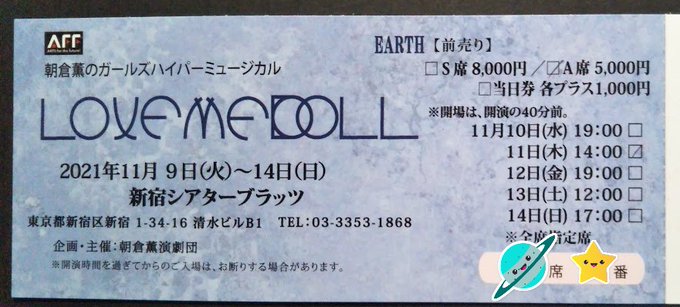 AFF
ARTS for the future!
EARTH【前売り】
□S席 8,000円/☑A席 5,000円
□当日券 各プラス1,000円
※開場は、開演の40分前。
朝倉薫のガールズハイパーミュージカル
LOVE ME DOLL
2021年11月 9日(火)~14日(日)
新宿シアターブラッツ
東京都新宿区新宿 1-34-16 清水ビルB1 TEL:03-3353-1868
企画・主催:朝倉薫演劇団
※開演時間を過ぎてからのご入場は、お断りする場合があります。
11月10日(水) 19:00 □
11日(木) 14:00 ☑
12日(金) 19:00 □
13日(土) 12:00 □
14日(日) 17:00 □
※全席指定席
席 番